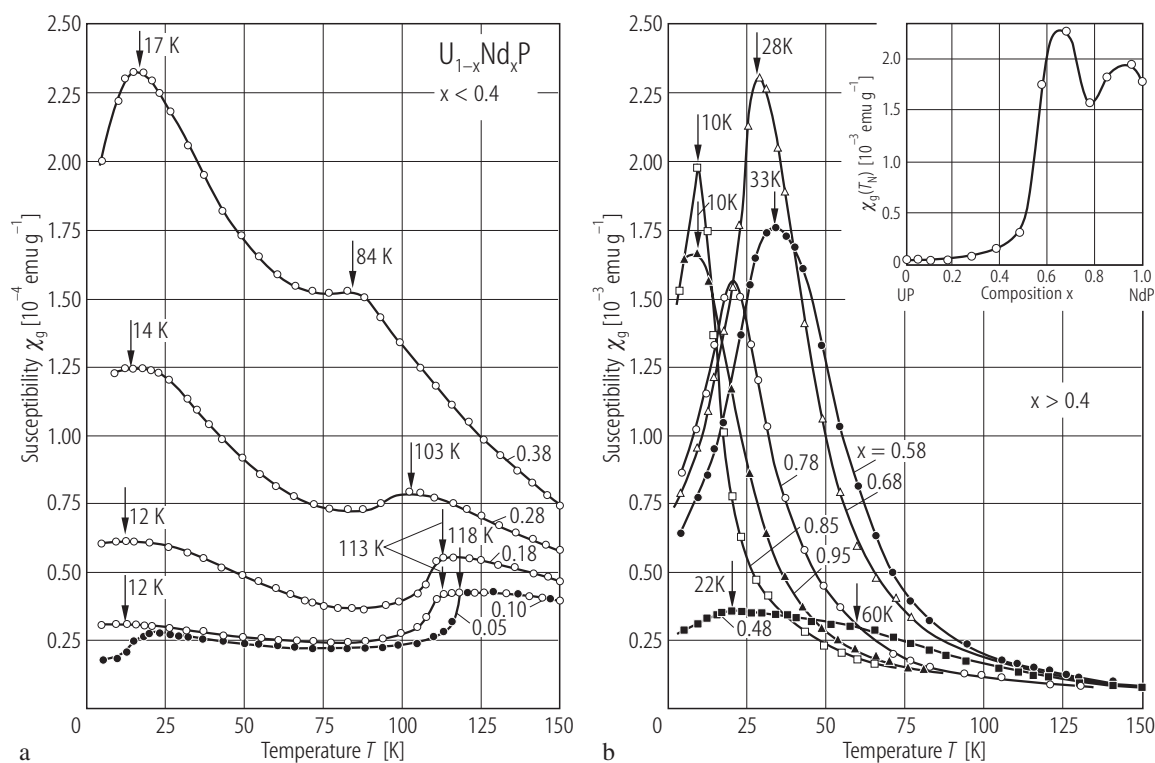 2.50
2.25
2.00
1.75
1.50
1.25
1.00
0.75
0.50
0.25
0
25
50
75
100
125
150
Susceptibility χg [10–4 emu g–1]
Temperature T [K]
U1–xNdxP
x < 0.4
17 K
84 K
14 K
103 K
12 K
113 K
118 K
12 K
0.38
0.28
0.18
0.10
0.05
a
2.50
2.25
2.00
1.75
1.50
1.25
1.00
0.75
0.50
0.25
0
25
50
75
100
125
150
Susceptibility χg [10–3 emu g–1]
Temperature T [K]
28K
10K
33K
10K
x > 0.4
x = 0.58
0.68
0.78
0.85
0.95
22K
60K
0.48
b
2.0
1.5
1.0
0.5
0
0
0.2
0.4
0.6
0.8
1.0
UP
Composition x
NdP
χg(TN) [10–3 emu g–1]